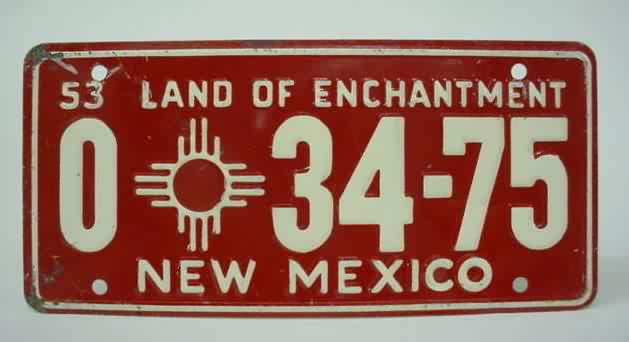 53 LAND OF ENCHANTMENT
0 34-75
NEW MEXICO